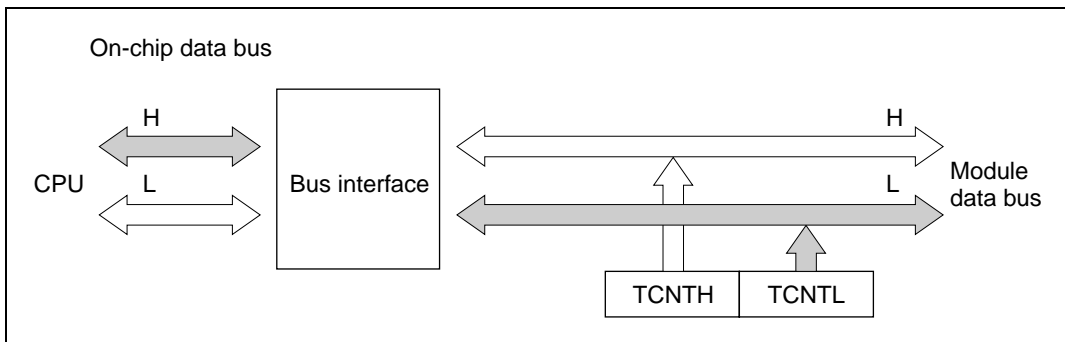 On-chip data bus
H
H
CPU
L
Bus interface
L
Module
data bus
TCNTH
TCNTL